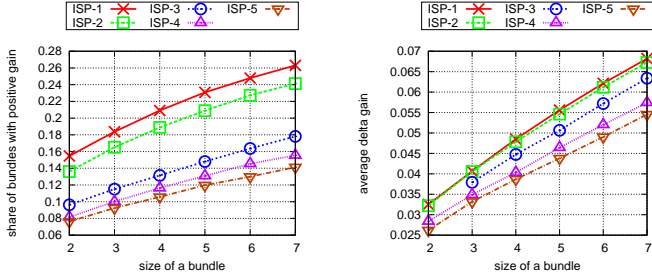 ISP-1 ISP-3 ISP-5
ISP-2 ISP-4
share of bundles with positive gain
0.28
0.26
0.24
0.22
0.2
0.18
0.16
0.14
0.12
0.1
0.08
0.06
2 3 4 5 6 7
size of a bundle
ISP-1 ISP-3 ISP-5
ISP-2 ISP-4
average delta gain
0.07
0.065
0.06
0.055
0.05
0.045
0.04
0.035
0.03
0.025
2 3 4 5 6 7
size of a bundle